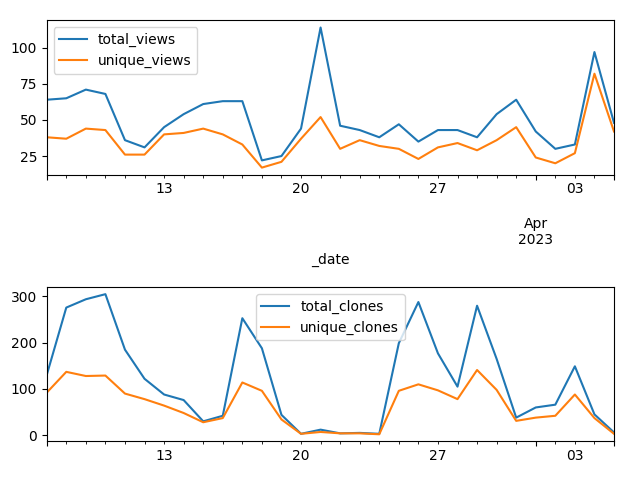 total_views
unique_views
100
75
50
25
13
20
27
03
Apr
2023
_date
total_clones
unique_clones
300
200
100
0
13
20
27
03